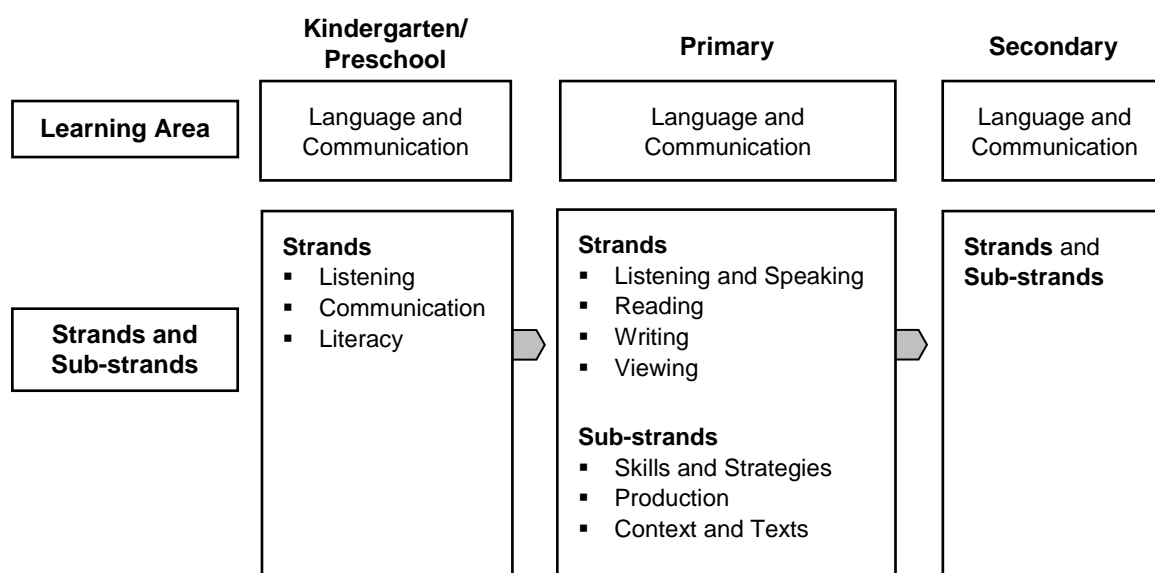 Kindergarten/
Preschool
Primary
Secondary
Learning Area
Language and
Communication
Language and
Communication
Language and
Communication
Strands and
Sub-strands
Strands
▪ Listening
▪ Communication
▪ Literacy
Strands
▪ Listening and Speaking
▪ Reading
▪ Writing
▪ Viewing
Sub-strands
▪ Skills and Strategies
▪ Production
▪ Context and Texts
Strands and
Sub-strands